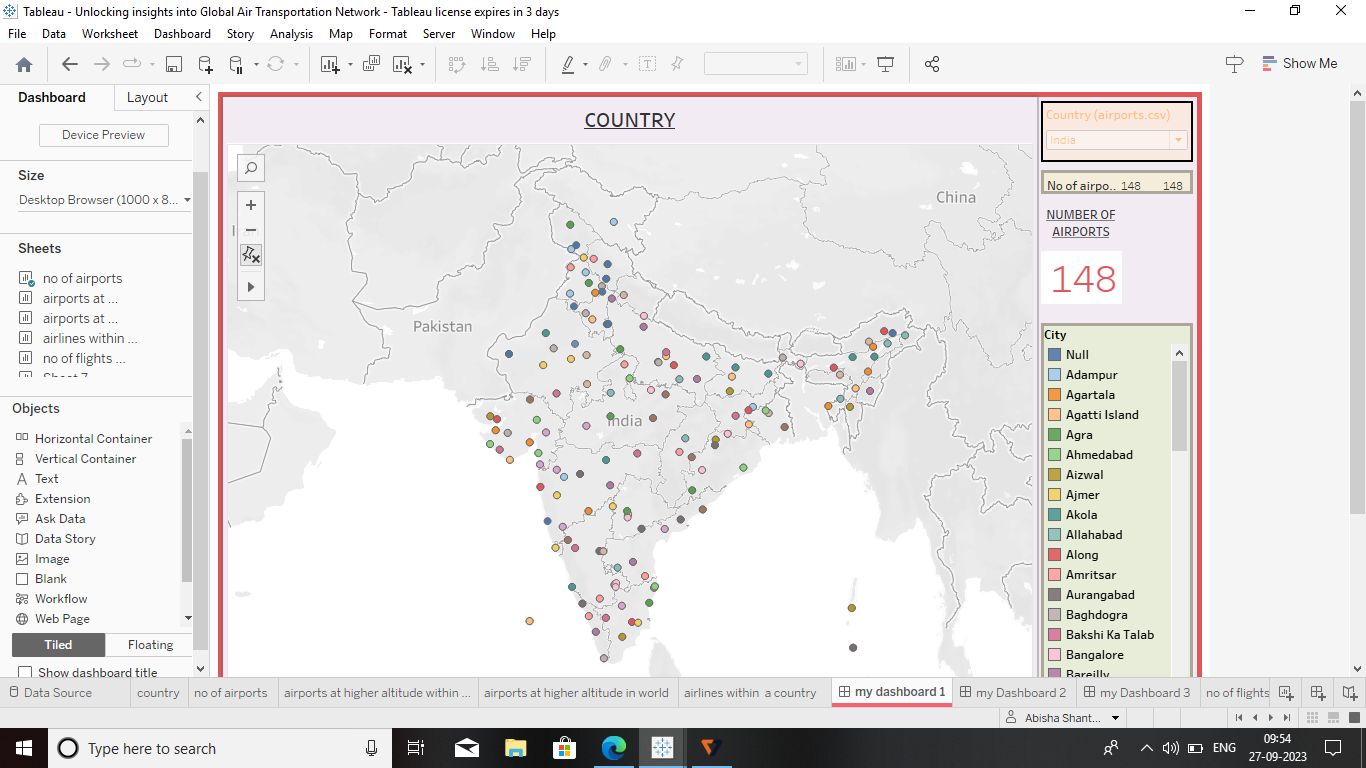 Tableau - Unlocking insights into Global Air Transportation Network - Tableau license expires in 3 days
File Data Worksheet Dashboard Story Analysis Map Format Server Window Help
Show Me
Dashboard Layout
Device Preview
Size
Desktop Browser (1000 x 8...
Sheets
no of airports
airports at ...
airports at ...
airlines within ...
no of flights ...
Sheet 7
Objects
Horizontal Container
Vertical Container
Text
Extension
Ask Data
Data Story
Image
Blank
Workflow
Web Page
Tiled Floating
Show dashboard title
COUNTRY
China
Pakistan
India
Country (airports.csv)
India
No of airpo.. 148 148
NUMBER OF
AIRPORTS
148
City
Null
Adampur
Agartala
Agatti Island
Agra
Ahmedabad
Aizwal
Ajmer
Akola
Allahabad
Along
Amritsar
Aurangabad
Baghdogra
Bakshi Ka Talab
Bangalore
Bareilly
Data Source country no of airports airports at higher altitude within ... airports at higher altitude in world airlines within a country my dashboard 1 my Dashboard 2 my Dashboard 3 no of flights
Abisha Shant...
Type here to search
ENG
09:54
27-09-2023